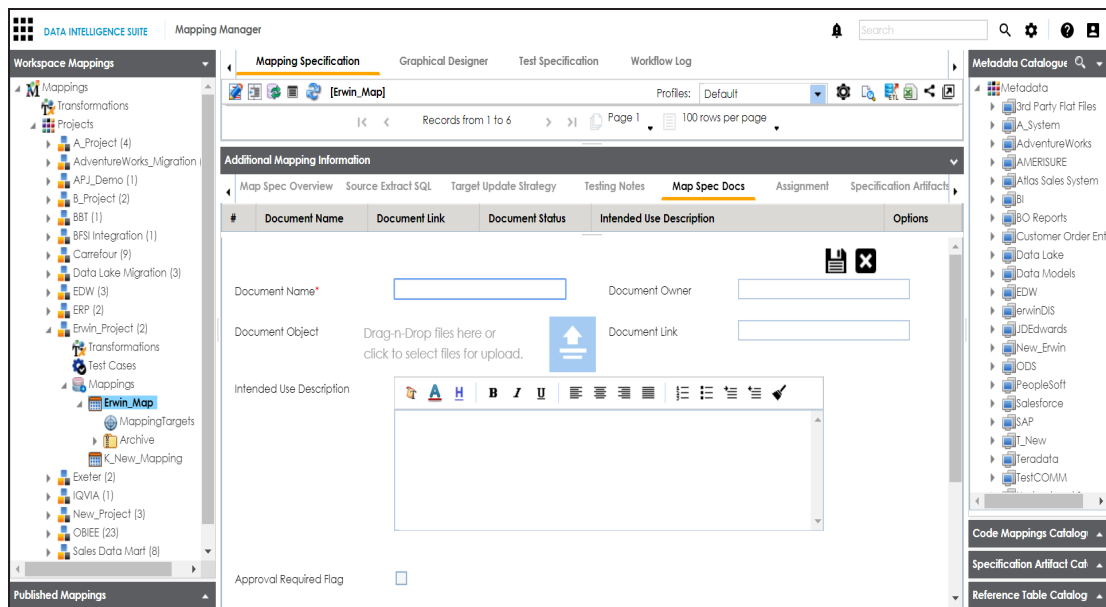 DATA INTELLIGENCE SUITE Mapping Manager Search
Workspace Mappings
Mappings
Transformations
Projects
A_Project (4)
AdventureWorks_Migration (
APJ_Demo (1)
B_Project (2)
BBT (1)
BFSI Integration (1)
Carrefour (9)
Data Lake Migration (3)
EDW (3)
ERP (2)
Erwin_Project (2)
Transformations
Test Cases
Mappings
Erwin_Map
MappingTargets
Archive
K_New_Mapping
Exeter (2)
IQVIA (1)
New_Project (3)
OBIEE (23)
Sales Data Mart (8)
Published Mappings
Mapping Specification Graphical Designer Test Specification Workflow Log
[Erwin_Map] Profiles: Default
Records from 1 to 6 Page 1 100 rows per page
Additional Mapping Information
Map Spec Overview Source Extract SQL Target Update Strategy Testing Notes Map Spec Docs Assignment Specification Artifacts
# Document Name Document Link Document Status Intended Use Description Options
Document Name* Document Owner
Document Object Drag-n-Drop files here or
click to select files for upload. Document Link
Intended Use Description
A H B I U
Approval Required Flag
Metadata Catalogue
Metadata
3rd Party Flat Files
A_System
AdventureWorks
AMERISURE
Atlas Sales System
BI
BO Reports
Customer Order Ent
Data Lake
Data Models
EDW
erwinDIS
JDEdwards
New_Erwin
ODS
PeopleSoft
Salesforce
SAP
T_New
Teradata
TestCOMM
Code Mappings Catalog
Specification Artifact Cat
Reference Table Catalog